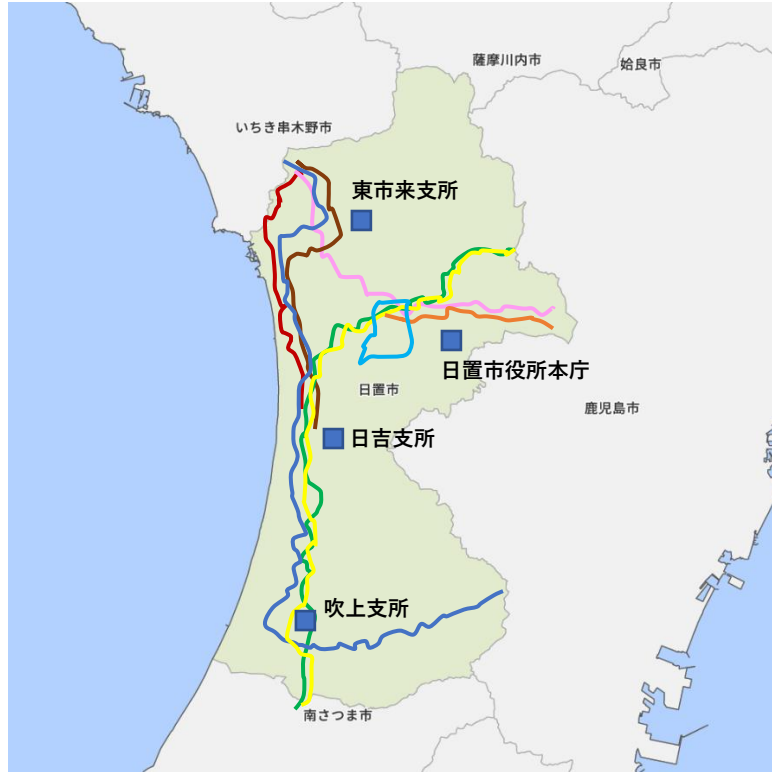 薩摩川内市
姶良市
いちき串木野市
東市来支所
日置市役所本庁
日置市
鹿児島市
日吉支所
吹上支所
南さつま市